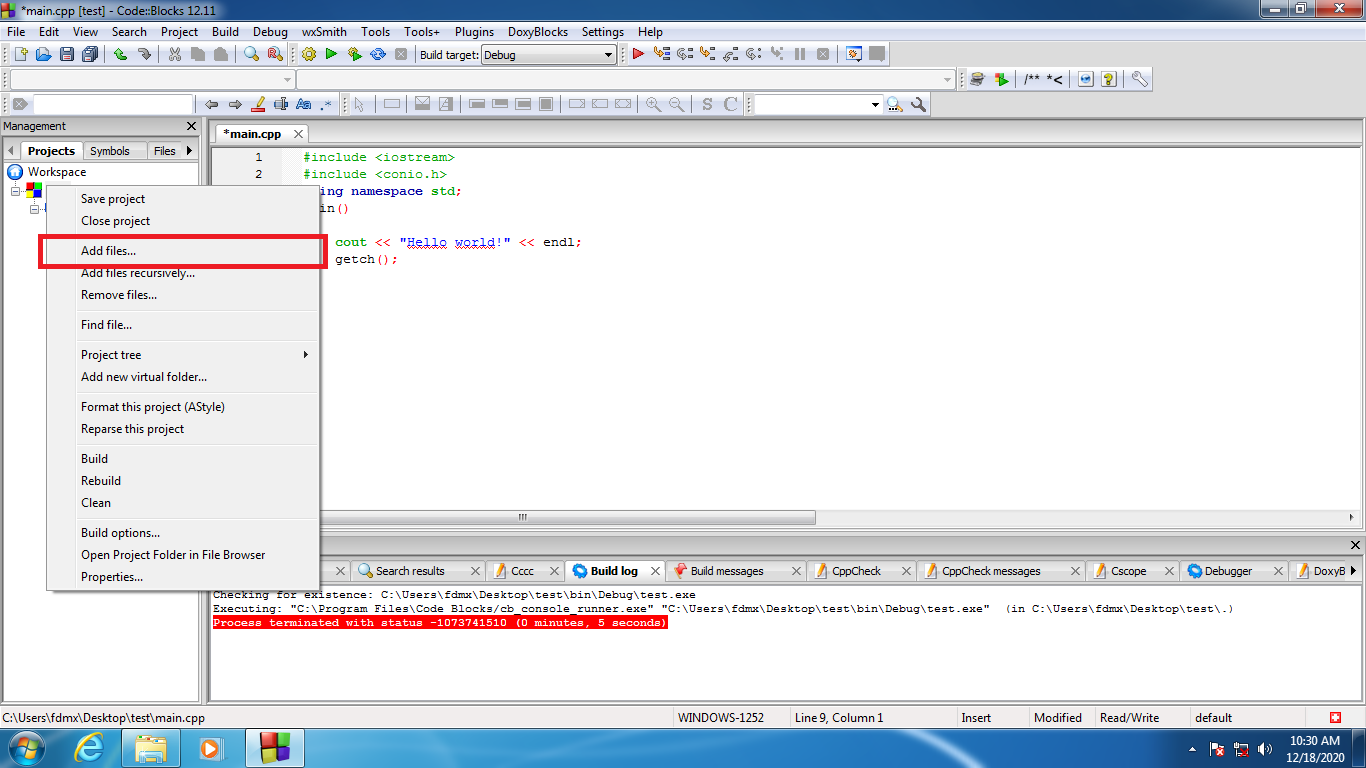 *main.cpp [test] - Code::Blocks 12.11
File Edit View Search Project Build Debug wxSmith Tools Tools+ Plugins DoxyBlocks Settings Help
Build target: Debug
/** *<
Aa .*
S C
Management
*main.cpp
Projects Symbols Files
Workspace
1 #include <iostream>
2 #include <conio.h>
ing namespace std;
in()
cout << "Hello world!" << endl;
getch();
Save project
Close project
Add files...
Add files recursively...
Remove files...
Find file...
Project tree
Add new virtual folder...
Format this project (AStyle)
Reparse this project
Build
Rebuild
Clean
Build options...
Open Project Folder in File Browser
Properties...
Search results Cccc Build log Build messages CppCheck CppCheck messages Cscope Debugger DoxyB
Checking for existence: C:\Users\fdmx\Desktop\test\bin\Debug\test.exe
Executing: "C:\Program Files\Code Blocks/cb_console_runner.exe" "C:\Users\fdmx\Desktop\test\bin\Debug\test.exe"  (in C:\Users\fdmx\Desktop\test\.)
Process terminated with status -1073741510 (0 minutes, 5 seconds)
C:\Users\fdmx\Desktop\test\main.cpp WINDOWS-1252 Line 9, Column 1 Insert Modified Read/Write default
10:30 AM
12/18/2020